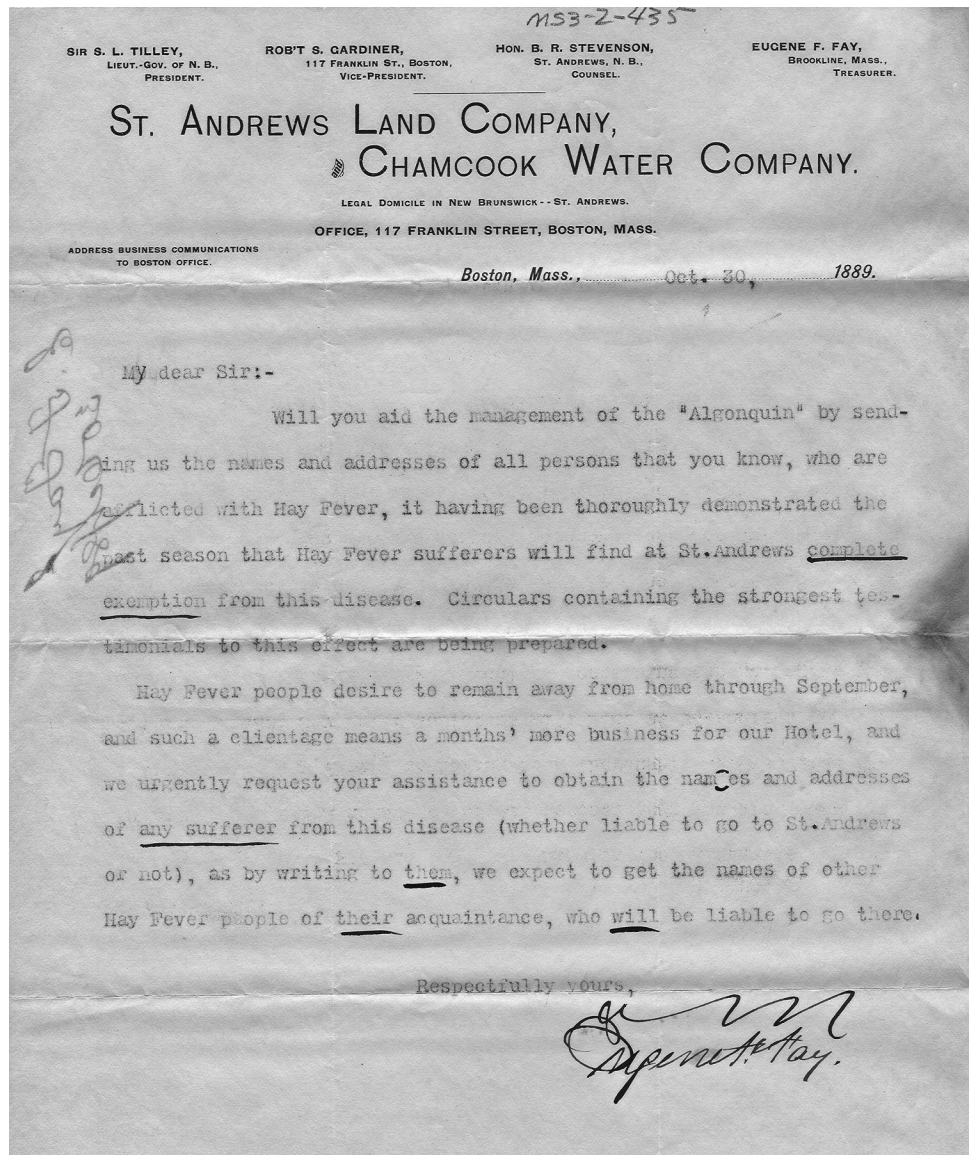 MS3-2-435
SIR S. L. TILLEY,
LIEUT.-GOV. OF N. B.,
PRESIDENT.
ROB'T S. GARDINER,
117 FRANKLIN ST., BOSTON,
VICE-PRESIDENT.
HON. B. R. STEVENSON,
ST. ANDREWS, N. B.,
COUNSEL.
EUGENE F. FAY,
BROOKLINE, MASS.,
TREASURER.
ST. ANDREWS LAND COMPANY,
CHAMCOOK WATER COMPANY.
LEGAL DOMICILE IN NEW BRUNSWICK--ST. ANDREWS.
OFFICE, 117 FRANKLIN STREET, BOSTON, MASS.
ADDRESS BUSINESS COMMUNICATIONS
TO BOSTON OFFICE.
Boston, Mass., Oct. 30, 1889.
My dear Sir:-
Will you aid the management of the "Algonquin" by send-
ing us the names and addresses of all persons that you know, who are
afflicted with Hay Fever, it having been thoroughly demonstrated the
past season that Hay Fever sufferers will find at St.Andrews complete
exemption from this disease. Circulars containing the strongest tes-
timonials to this effect are being prepared.
Hay Fever people desire to remain away from home through September,
and such a clientage means a months' more business for our Hotel, and
we urgently request your assistance to obtain the names and addresses
of any sufferer from this disease (whether liable to go to St.Andrews
or not), as by writing to them, we expect to get the names of other
Hay Fever people of their acquaintance, who will be liable to go there.
Respectfully yours,
Eugene F. Fay.